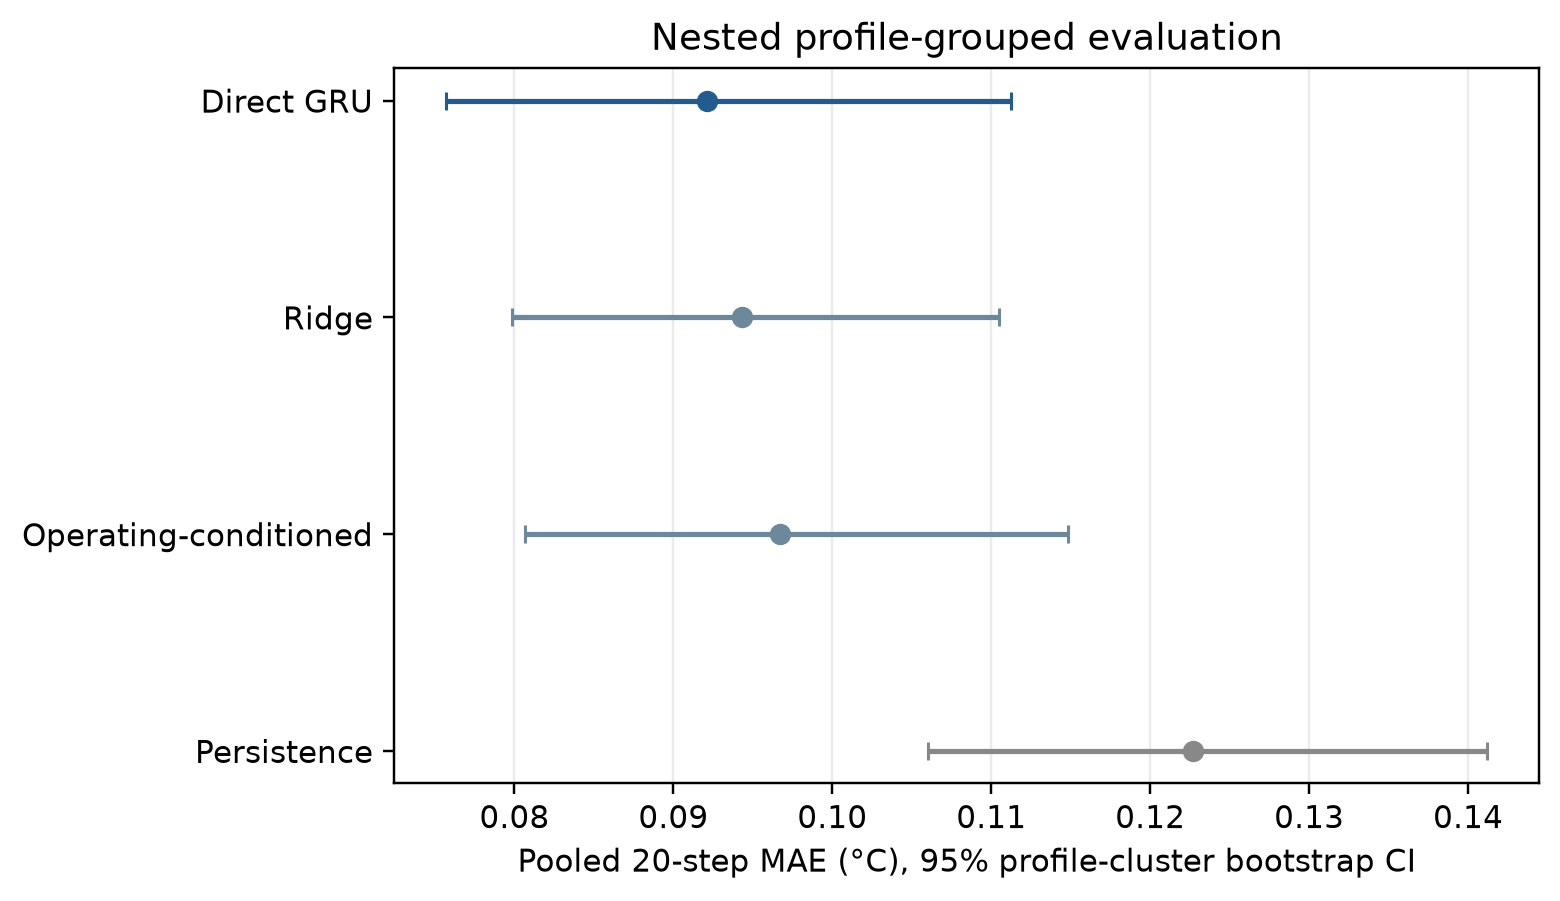 Nested profile-grouped evaluation
Direct GRU
Ridge
Operating-conditioned
Persistence
0.08 0.09 0.10 0.11 0.12 0.13 0.14
Pooled 20-step MAE (°C), 95% profile-cluster bootstrap CI